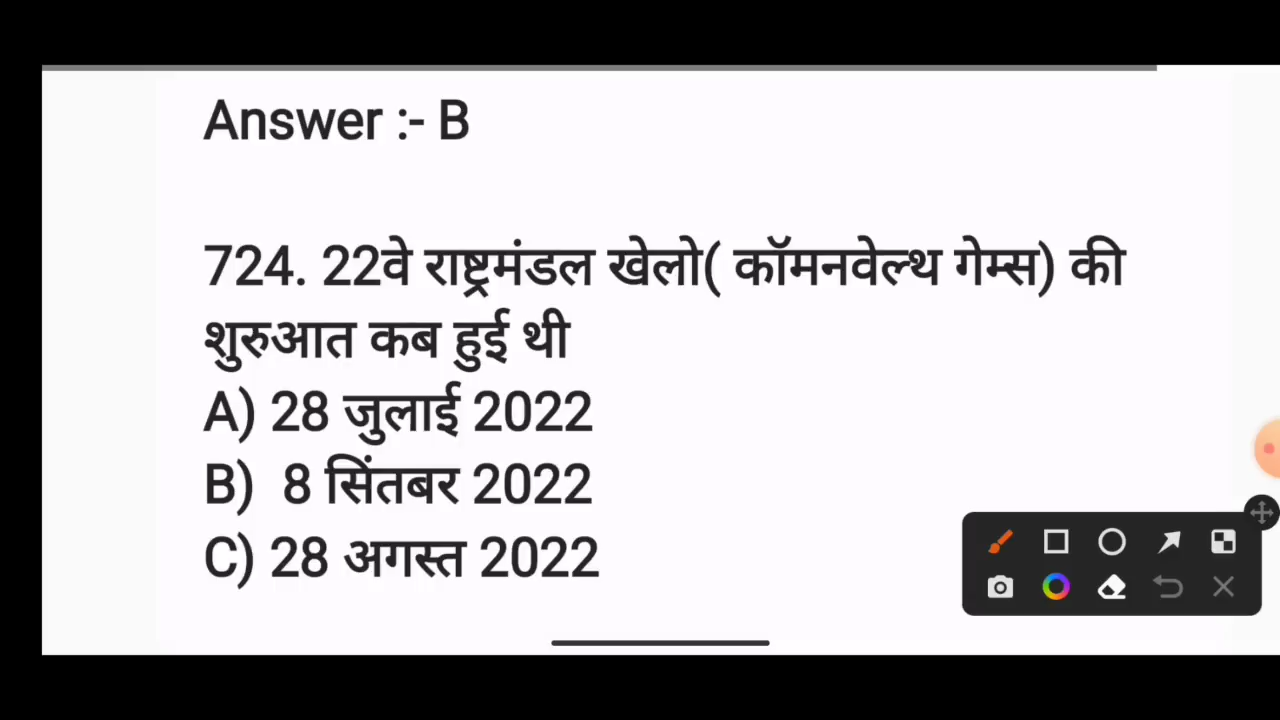 Answer :- B
724. 22वे राष्ट्रमंडल खेलो( कॉमनवेल्थ गेम्स) की
शुरुआत कब हुई थी
A) 28 जुलाई 2022
B) 8 सिंतबर 2022
C) 28 अगस्त 2022